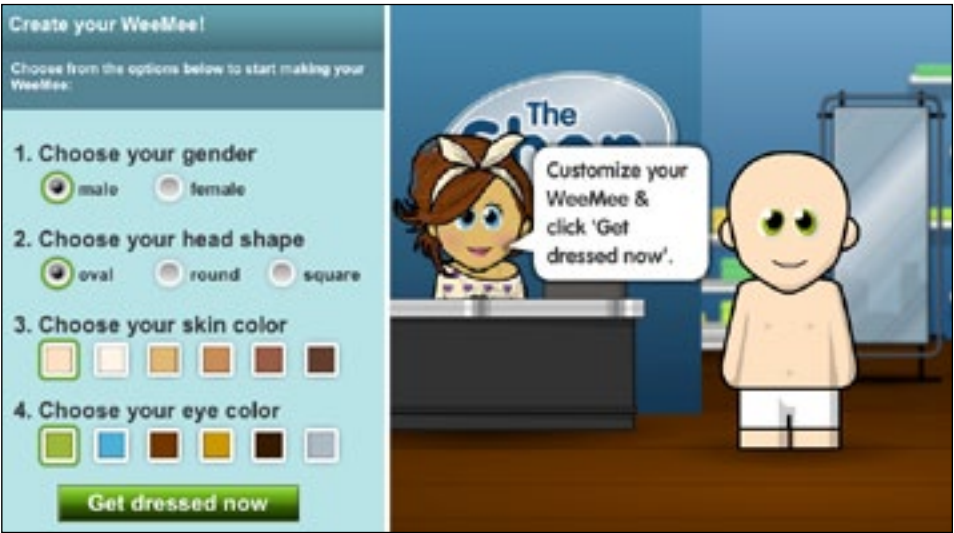 Create your WeeMee!
Choose from the options below to start making your
WeeMee:
1. Choose your gender
male female
2. Choose your head shape
oval round square
3. Choose your skin color
4. Choose your eye color
Get dressed now
The
Customize your
WeeMee &
click 'Get
dressed now'.